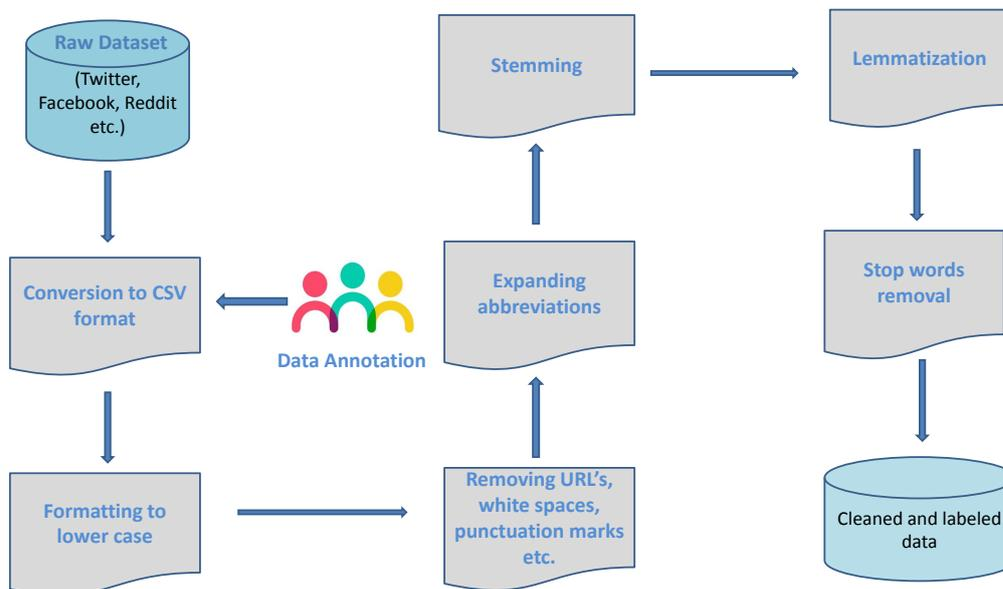 Raw Dataset
(Twitter,
Facebook, Reddit
etc.)
Conversion to CSV
format
Data Annotation
Formatting to
lower case
Removing URL's,
white spaces,
punctuation marks
etc.
Expanding
abbreviations
Stemming
Lemmatization
Stop words
removal
Cleaned and labeled
data